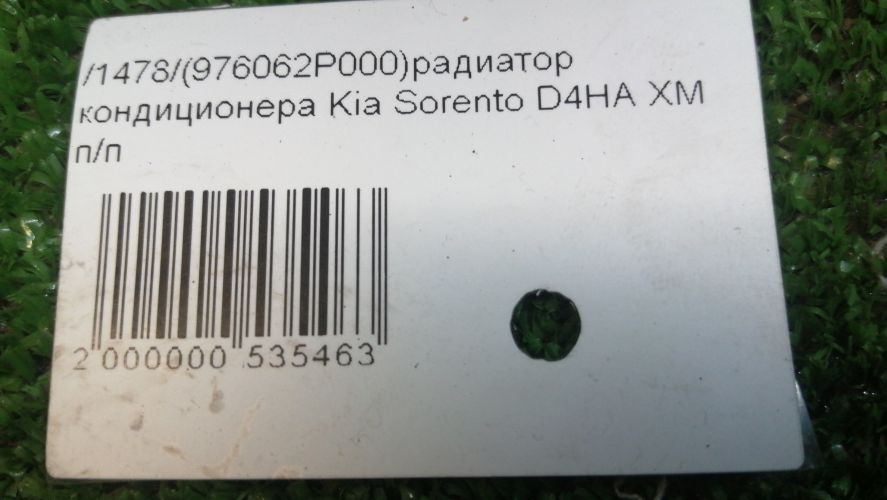 /1478/(976062P000)радиатор
кондиционера Kia Sorento D4HA XM
п/п
2 000000 535463